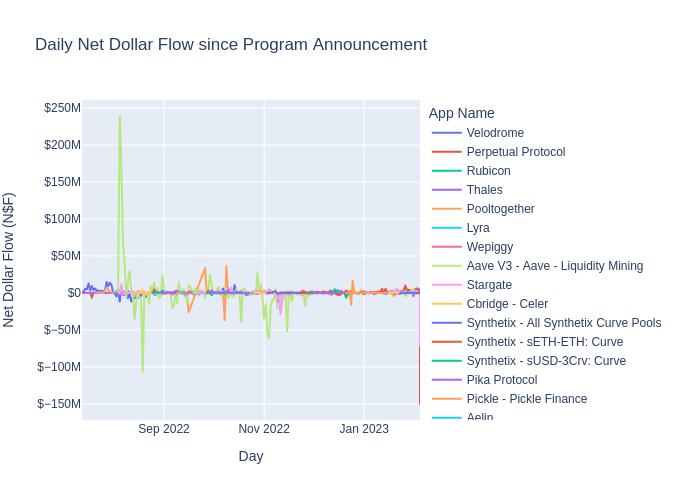 Daily Net Dollar Flow since Program Announcement
Net Dollar Flow (N$F)
$250M
$200M
$150M
$100M
$50M
$0
$−50M
$−100M
$−150M
Sep 2022
Nov 2022
Jan 2023
Day
App Name
Velodrome
Perpetual Protocol
Rubicon
Thales
Pooltogether
Lyra
Wepiggy
Aave V3 - Aave - Liquidity Mining
Stargate
Cbridge - Celer
Synthetix - All Synthetix Curve Pools
Synthetix - sETH-ETH: Curve
Synthetix - sUSD-3Crv: Curve
Pika Protocol
Pickle - Pickle Finance
Aelin